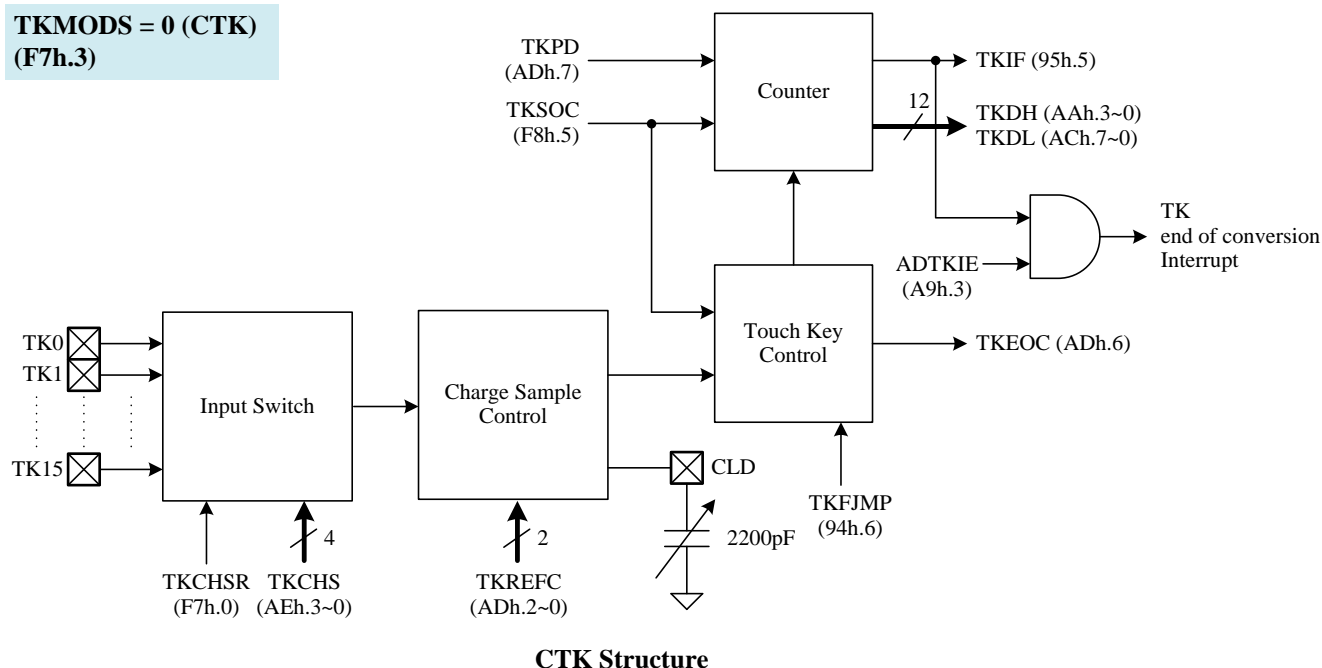 TKMODS = 0 (CTK)
(F7h.3)
TKPD
(ADh.7)
TKSOC
(F8h.5)
Counter
TKIF (95h.5)
12
TKDH (AAh.3~0)
TKDL (ACh.7~0)
TK
end of conversion
Interrupt
ADTKIE
(A9h.3)
TK0
TK1
TK15
Input Switch
Charge Sample
Control
Touch Key
Control
TKEOC (ADh.6)
CLD
2200pF
TKFJMP
(94h.6)
4
2
TKCHSR
(F7h.0)
TKCHS
(AEh.3~0)
TKREFC
(ADh.2~0)
CTK Structure